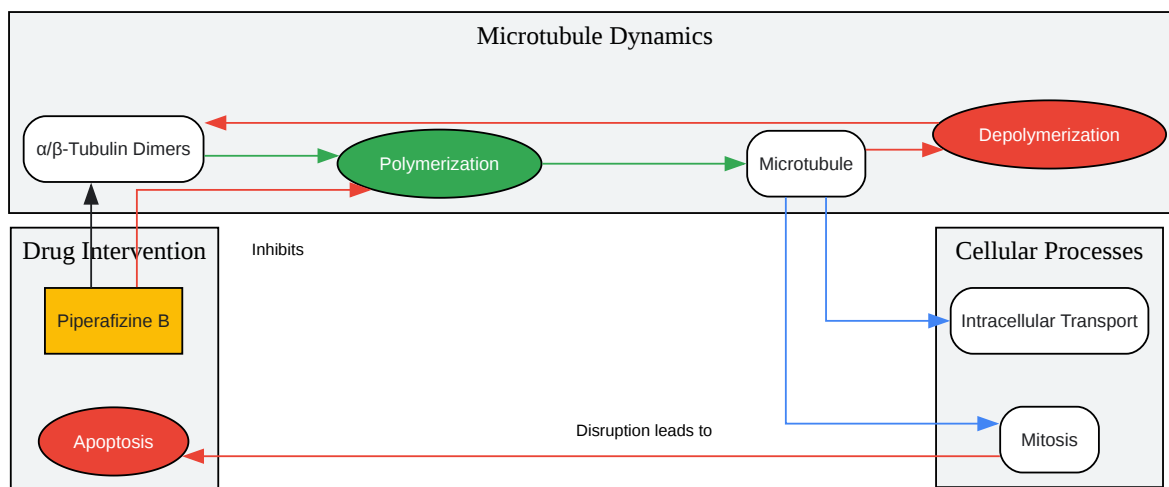 Microtubule Dynamics
α/β-Tubulin Dimers
Polymerization
Microtubule
Depolymerization
Drug Intervention
Inhibits
Cellular Processes
Piperafizine B
Intracellular Transport
Apoptosis
Disruption leads to
Mitosis